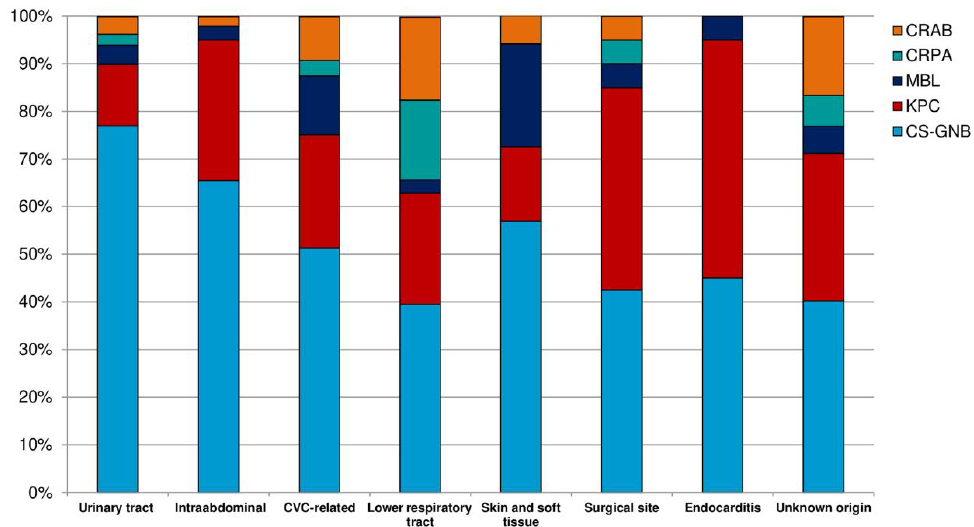 100%
90%
80%
70%
60%
50%
40%
30%
20%
10%
0%
Urinary tract
Intraabdominal
CVC-related
Lower respiratory
tract
Skin and soft
tissue
Surgical site
Endocarditis
Unknown origin
CRAB
CRPA
MBL
KPC
CS-GNB